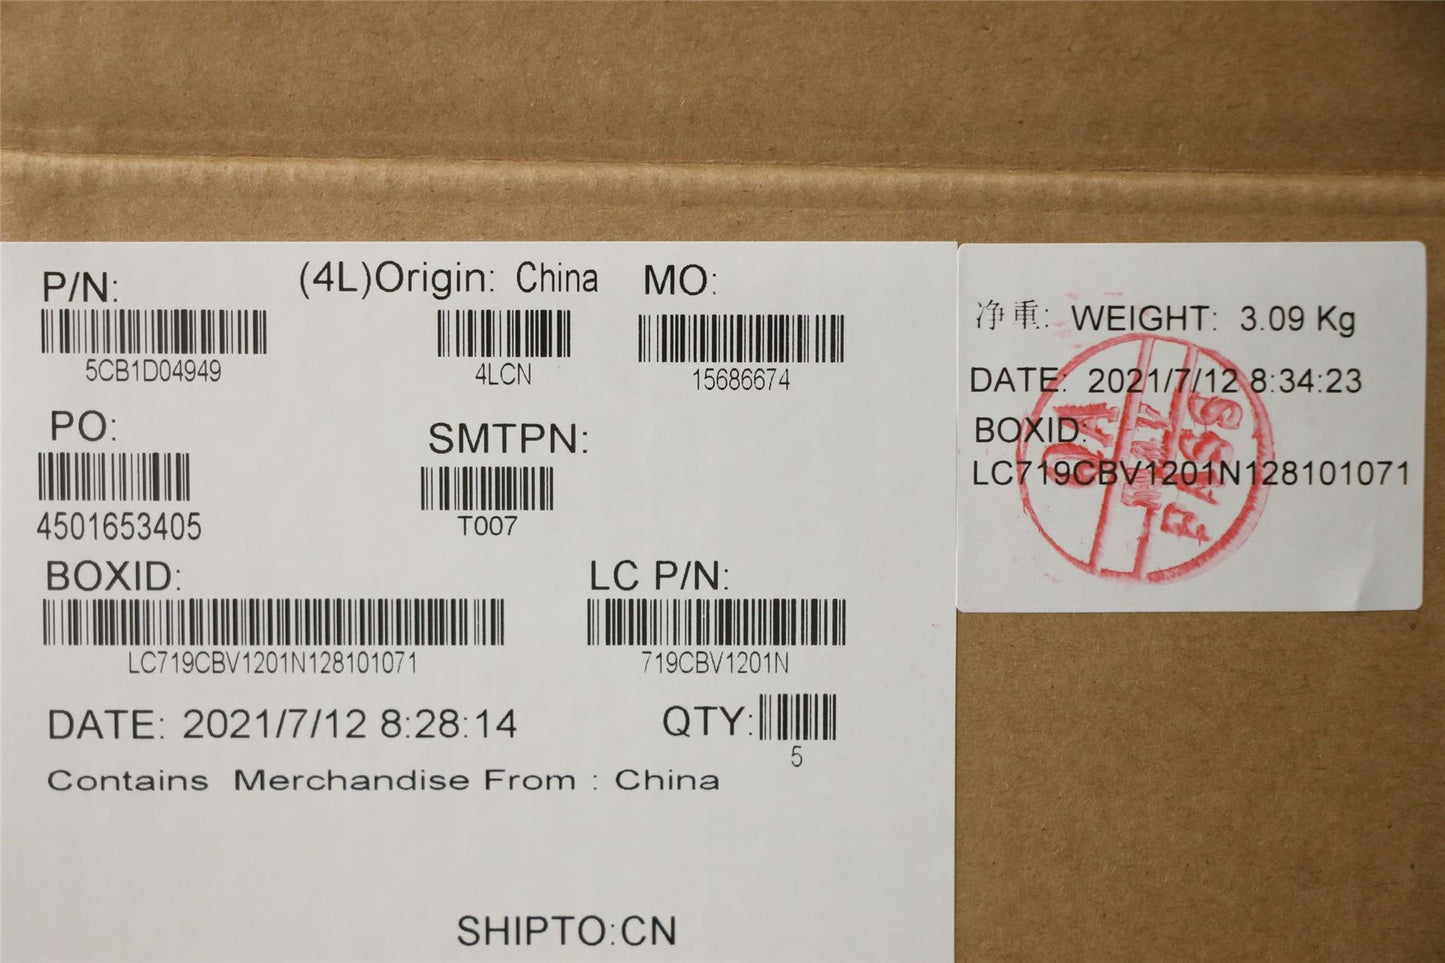 P/N:
5CB1D04949
(4L)Origin: China
4LCN
MO:
15686674
PO:
4501653405
SMTPN:
T007
BOXID:
LC719CBV1201N128101071
LC P/N:
719CBV1201N
DATE: 2021/7/12 8:28:14
QTY:
5
Contains Merchandise From : China
SHIPTO:CN
净重: WEIGHT: 3.09 Kg
DATE: 2021/7/12 8:34:23
BOXID:
LC719CBV1201N128101071
QA
PASS